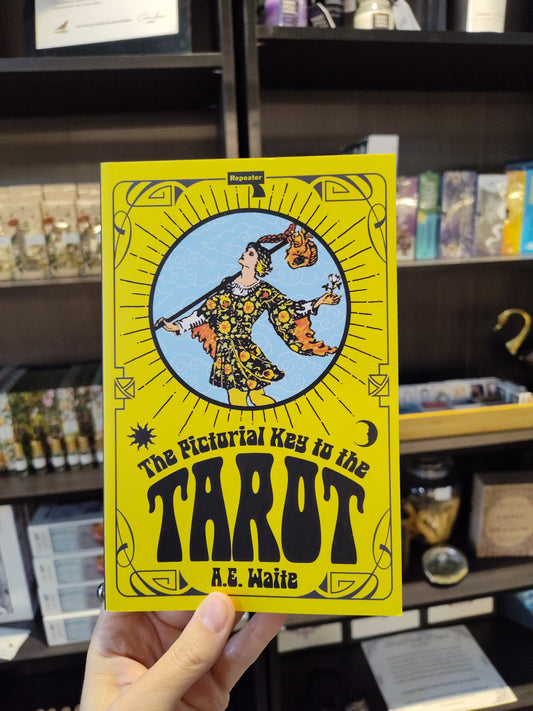 Repeater
The Pictorial Key to the
TAROT
A.E. Waite